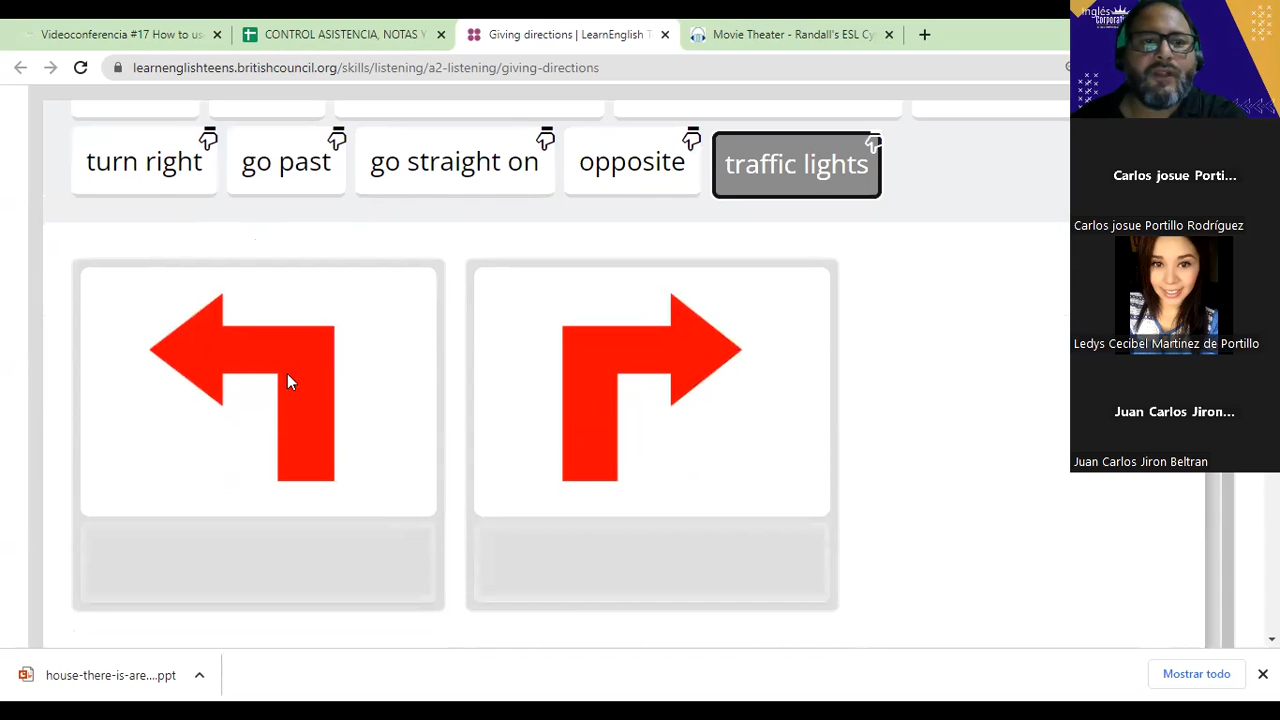 Videoconferencia #17 How to us
CONTROL ASISTENCIA, NOTAS Y
Giving directions | LearnEnglish T
Movie Theater - Randall's ESL Cy
learnenglishteens.britishcouncil.org/skills/listening/a2-listening/giving-directions
Inglés
Corporativo
turn right
go past
go straight on
opposite
traffic lights
Carlos josue Porti...
Carlos josue Portillo Rodríguez
Ledys Cecibel Martinez de Portillo
Juan Carlos Jiron...
Juan Carlos Jiron Beltran
house-there-is-are....ppt
Mostrar todo